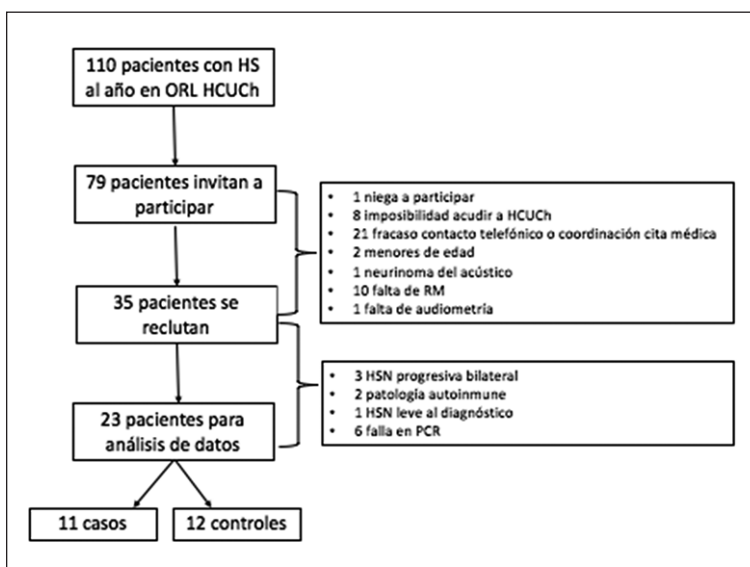 110 pacientes con HS
al año en ORL HCUCh
79 pacientes invitan a
participar
• 1 niega a participar
• 8 imposibilidad acudir a HCUCh
• 21 fracaso contacto telefónico o coordinación cita médica
• 2 menores de edad
• 1 neurinoma del acústico
• 10 falta de RM
• 1 falta de audiometría
35 pacientes se
reclutan
• 3 HSN progresiva bilateral
• 2 patología autoinmune
• 1 HSN leve al diagnóstico
• 6 falla en PCR
23 pacientes para
análisis de datos
11 casos
12 controles